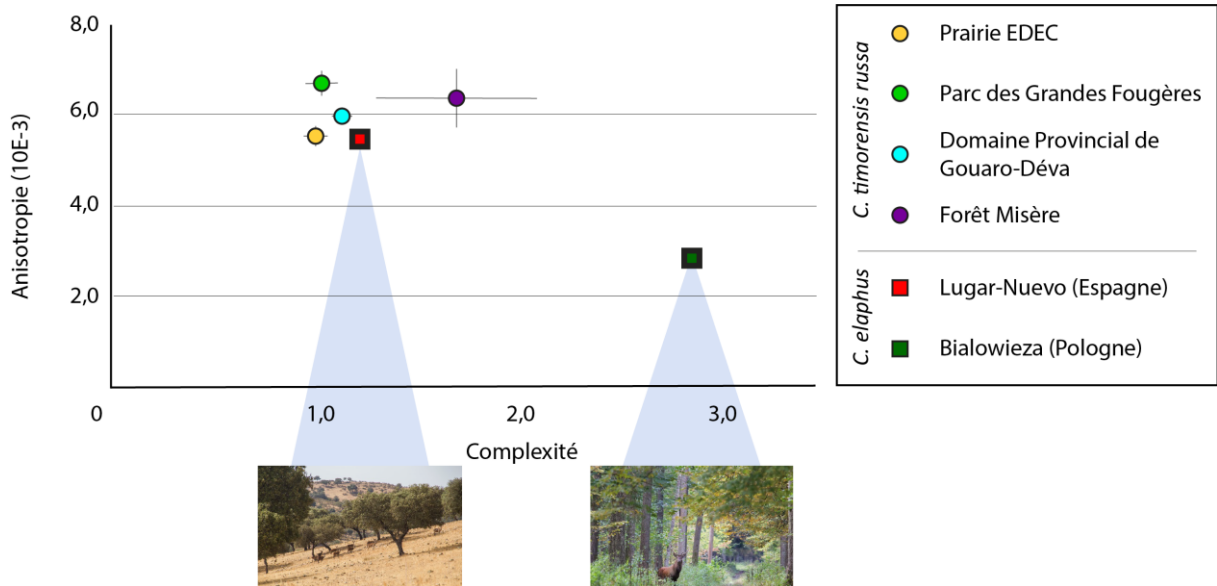 8,0
6,0
4,0
2,0
0
1,0
2,0
3,0
Anisotropie (10E-3)
Complexité
C. timorensis russa
Prairie EDEC
Parc des Grandes Fougères
Domaine Provincial de
Gouaro-Déva
Forêt Misère
C. elaphus
Lugar-Nuevo (Espagne)
Bialowieza (Pologne)